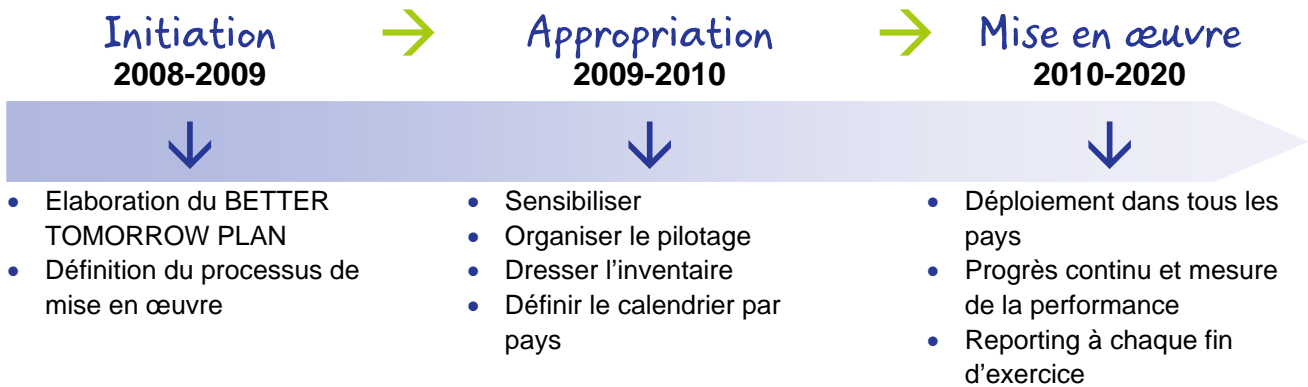 Initiation
2008-2009
Elaboration du BETTER
TOMORROW PLAN
Définition du processus de
mise en œuvre
Appropriation
2009-2010
Sensibiliser
Organiser le pilotage
Dresser l’inventaire
Définir le calendrier par
pays
Mise en œuvre
2010-2020
Déploiement dans tous les
pays
Progrès continu et mesure
de la performance
Reporting à chaque fin
d’exercice